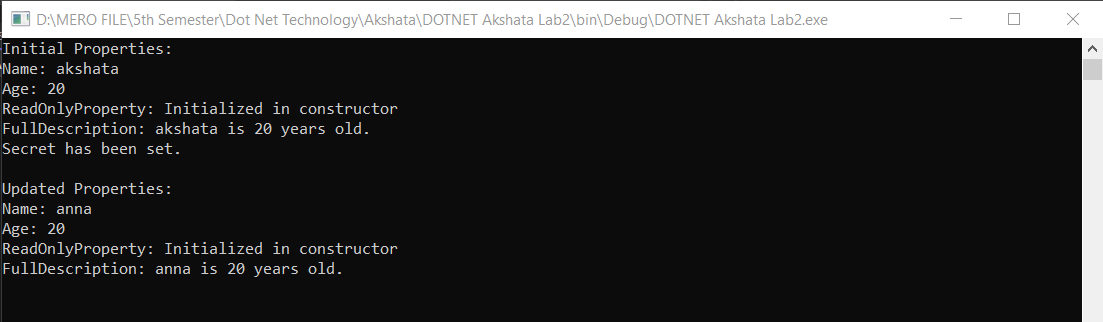 D:\MERO FILE\5th Semester\Dot Net Technology\Akshata\DOTNET Akshata Lab2\bin\Debug\DOTNET Akshata Lab2.exe
Initial Properties:
Name: akshata
Age: 20
ReadOnlyProperty: Initialized in constructor
FullDescription: akshata is 20 years old.
Secret has been set.

Updated Properties:
Name: anna
Age: 20
ReadOnlyProperty: Initialized in constructor
FullDescription: anna is 20 years old.